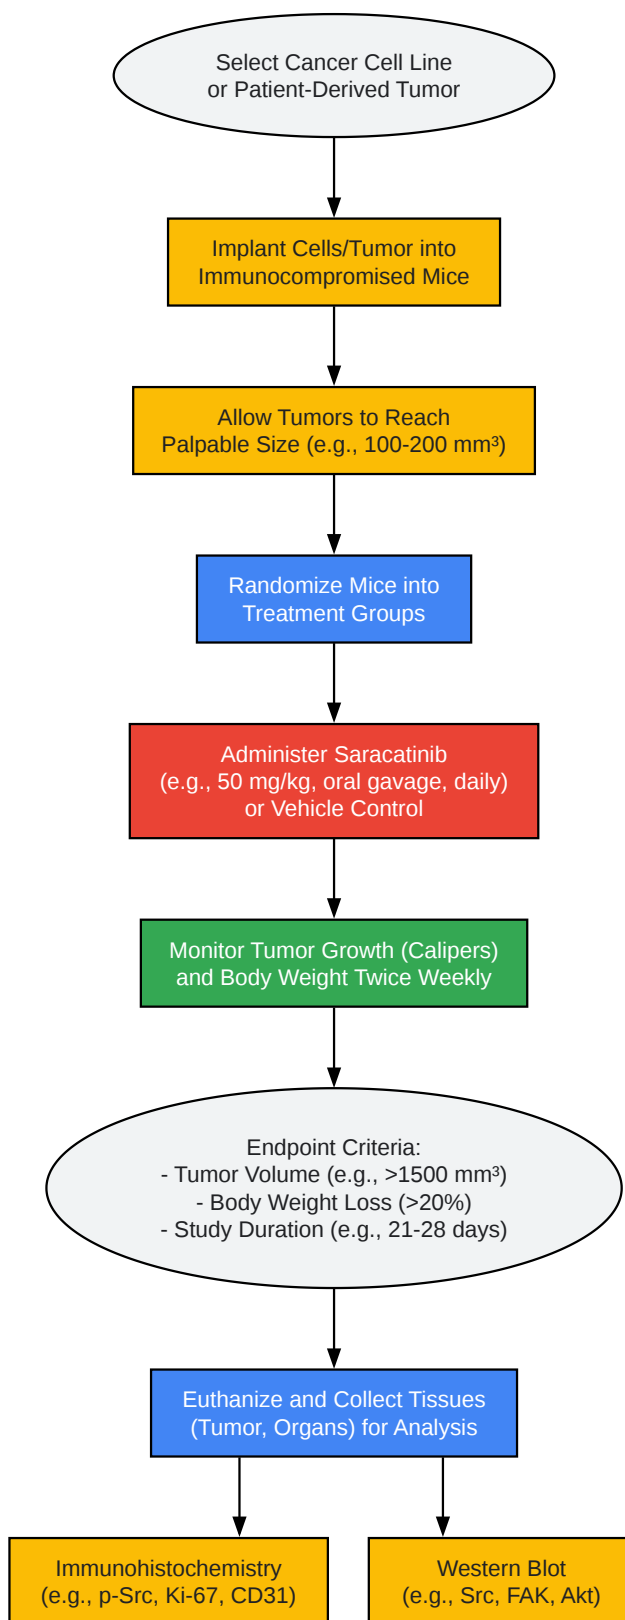 Select Cancer Cell Line
or Patient-Derived Tumor
Implant Cells/Tumor into
Immunocompromised Mice
Allow Tumors to Reach
Palpable Size (e.g., 100-200 mm³)
Randomize Mice into
Treatment Groups
Administer Saracatinib
(e.g., 50 mg/kg, oral gavage, daily)
or Vehicle Control
Monitor Tumor Growth (Calipers)
and Body Weight Twice Weekly
Endpoint Criteria:
- Tumor Volume (e.g., >1500 mm³)
- Body Weight Loss (>20%)
- Study Duration (e.g., 21-28 days)
Euthanize and Collect Tissues
(Tumor, Organs) for Analysis
Immunohistochemistry
(e.g., p-Src, Ki-67, CD31)
Western Blot
(e.g., Src, FAK, Akt)